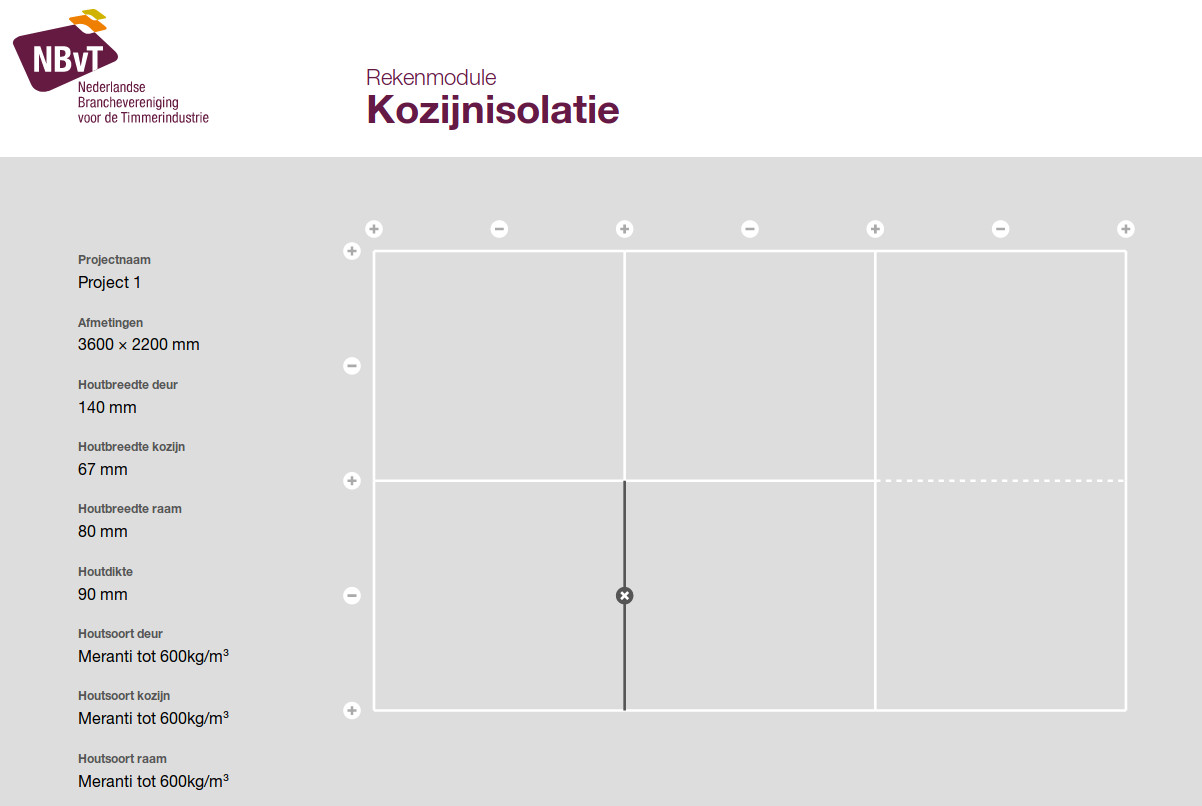 NBvT
Nederlandse
Branchevereniging
voor de Timmerindustrie
Rekenmodule
Kozijnisolatie
Projectnaam
Project 1
Afmetingen
3600 × 2200 mm
Houtbreedte deur
140 mm
Houtbreedte kozijn
67 mm
Houtbreedte raam
80 mm
Houtdikte
90 mm
Houtsoort deur
Meranti tot 600kg/m³
Houtsoort kozijn
Meranti tot 600kg/m³
Houtsoort raam
Meranti tot 600kg/m³